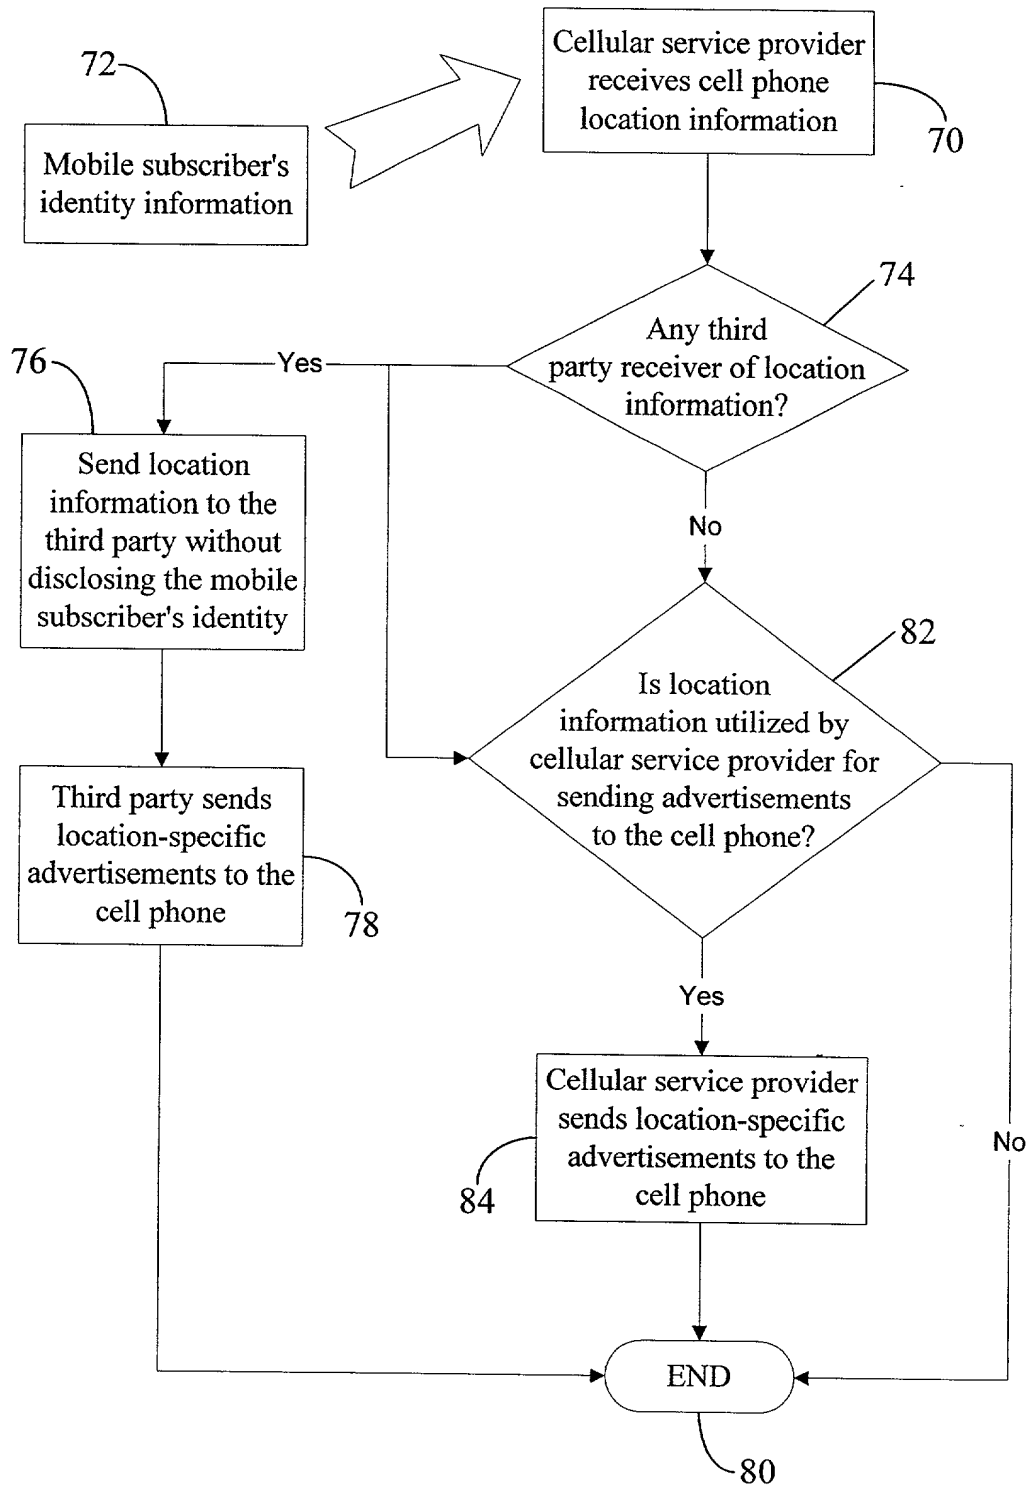 Cellular service provider
receives cell phone
location information
70
72
Mobile subscriber's
identity information
74
Any third
party receiver of location
information?
Yes
No
76
Send location
information to the
third party without
disclosing the mobile
subscriber's identity
82
Is location
information utilized by
cellular service provider for
sending advertisements
to the cell phone?
Third party sends
location-specific
advertisements to the
cell phone
78
Yes
No
Cellular service provider
sends location-specific
advertisements to the
cell phone
84
END
80